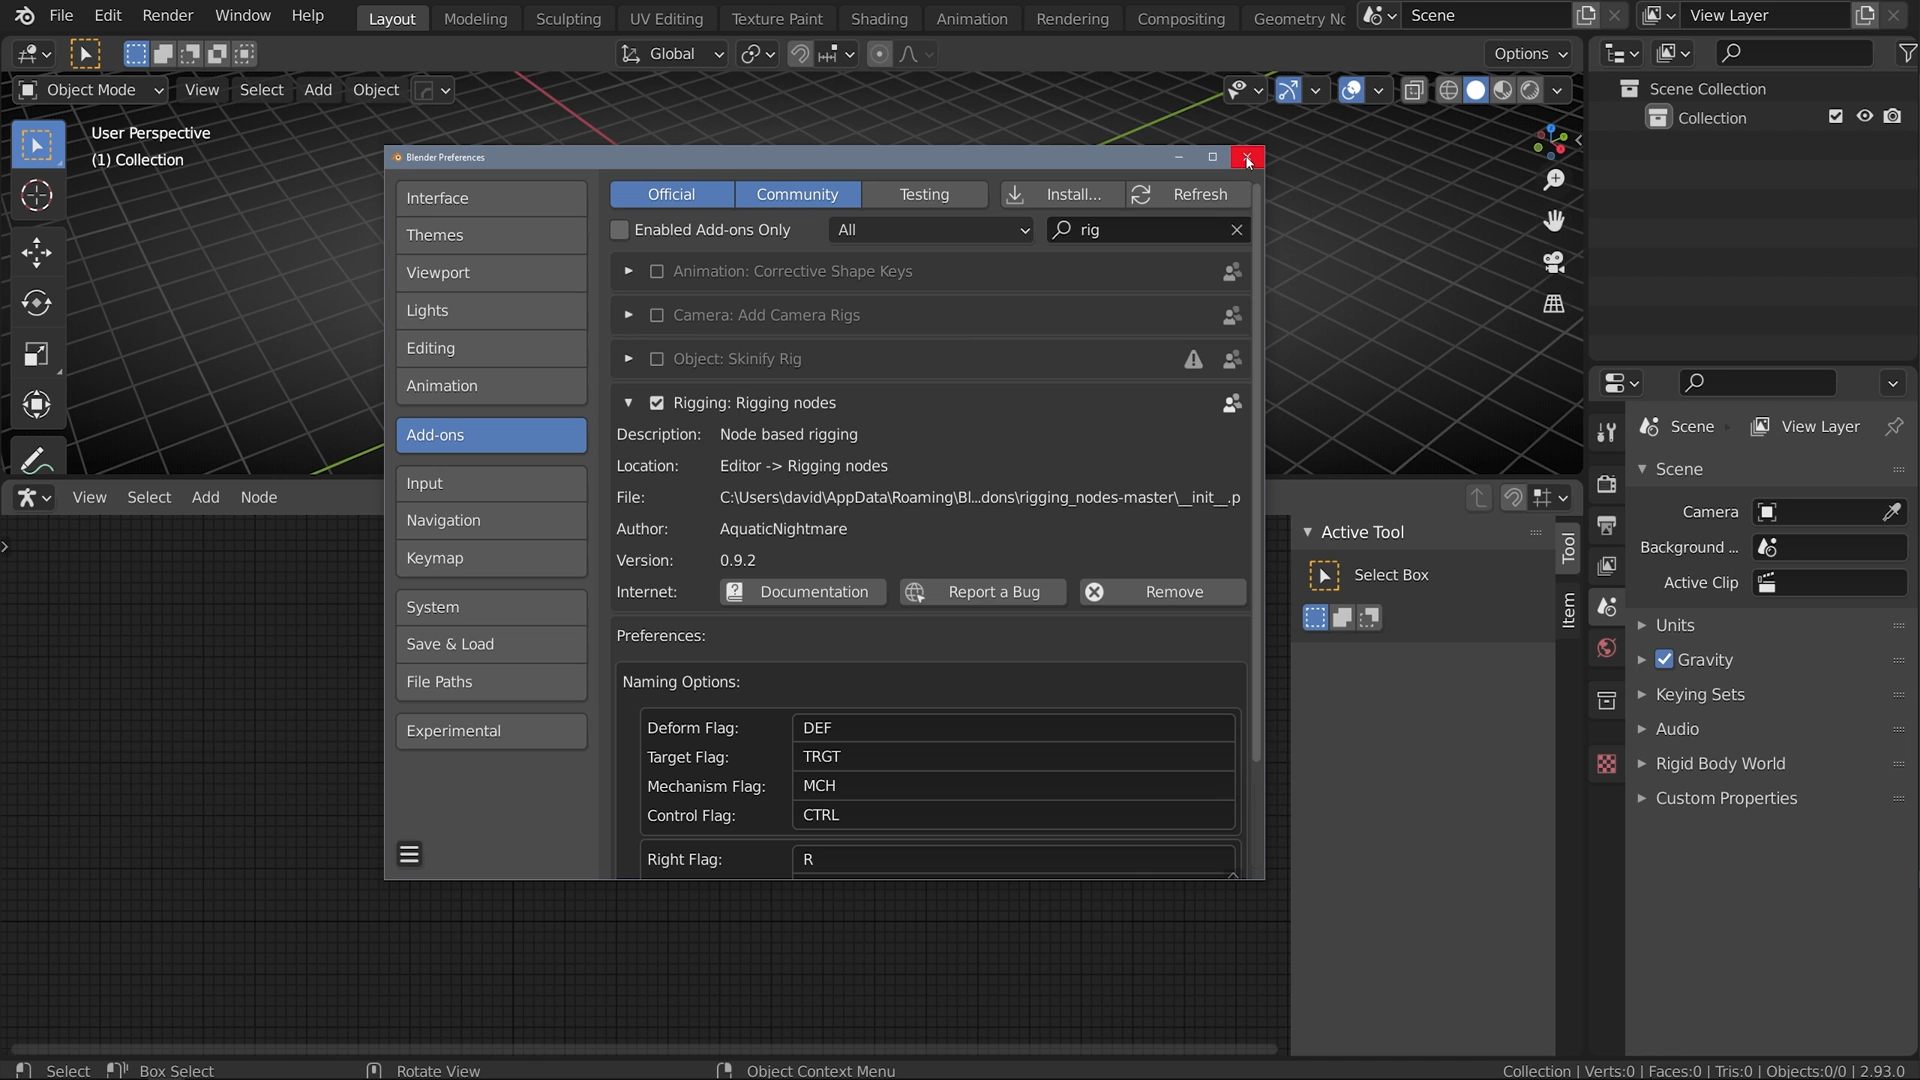 File Edit Render Window Help Layout Modeling Sculpting UV Editing Texture Paint Shading Animation Rendering Compositing Geometry Nc Scene View Layer
Global Options
Object Mode View Select Add Object
User Perspective
(1) Collection
Scene Collection
Collection
Blender Preferences
Interface
Themes
Viewport
Lights
Editing
Animation
Add-ons
Input
Navigation
Keymap
System
Save & Load
File Paths
Experimental
Official Community Testing Install... Refresh
Enabled Add-ons Only All rig
Animation: Corrective Shape Keys
Camera: Add Camera Rigs
Object: Skinify Rig
Rigging: Rigging nodes
Description: Node based rigging
Location: Editor -> Rigging nodes
File: C:\Users\david\AppData\Roaming\Bl...dons\rigging_nodes-master\__init__.p
Author: AquaticNightmare
Version: 0.9.2
Internet: Documentation Report a Bug Remove
Preferences:
Naming Options:
Deform Flag: DEF
Target Flag: TRGT
Mechanism Flag: MCH
Control Flag: CTRL
Right Flag: R
View Select Add Node
Active Tool
Select Box
Tool
Item
Scene View Layer
Scene
Camera
Background ...
Active Clip
Units
Gravity
Keying Sets
Audio
Rigid Body World
Custom Properties
Select Box Select Rotate View Object Context Menu Collection | Verts:0 | Faces:0 | Tris:0 | Objects:0/0 | 2.93.0